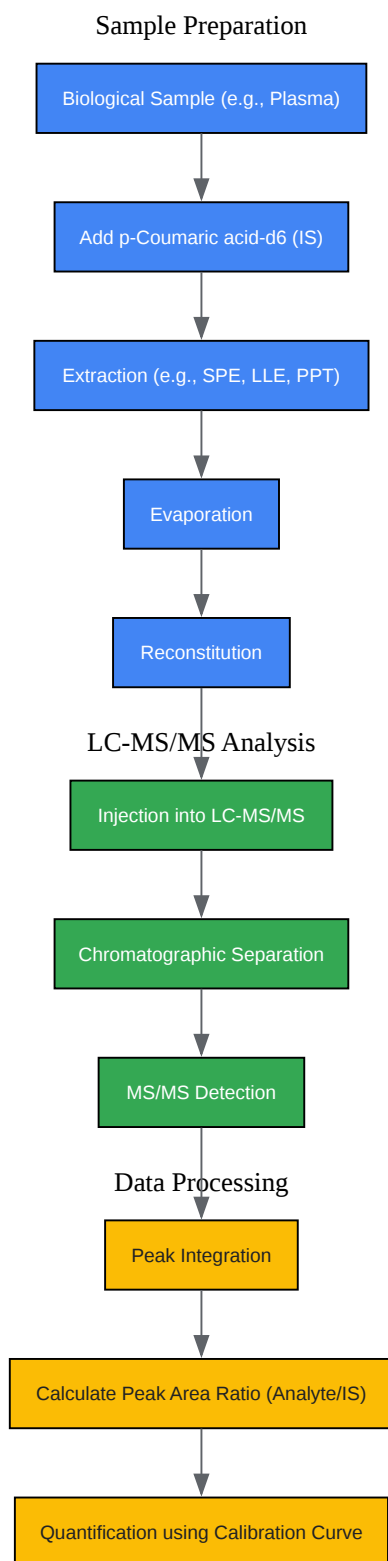 Sample Preparation
Biological Sample (e.g., Plasma)
Add p-Coumaric acid-d6 (IS)
Extraction (e.g., SPE, LLE, PPT)
Evaporation
Reconstitution
LC-MS/MS Analysis
Injection into LC-MS/MS
Chromatographic Separation
MS/MS Detection
Data Processing
Peak Integration
Calculate Peak Area Ratio (Analyte/IS)
Quantification using Calibration Curve